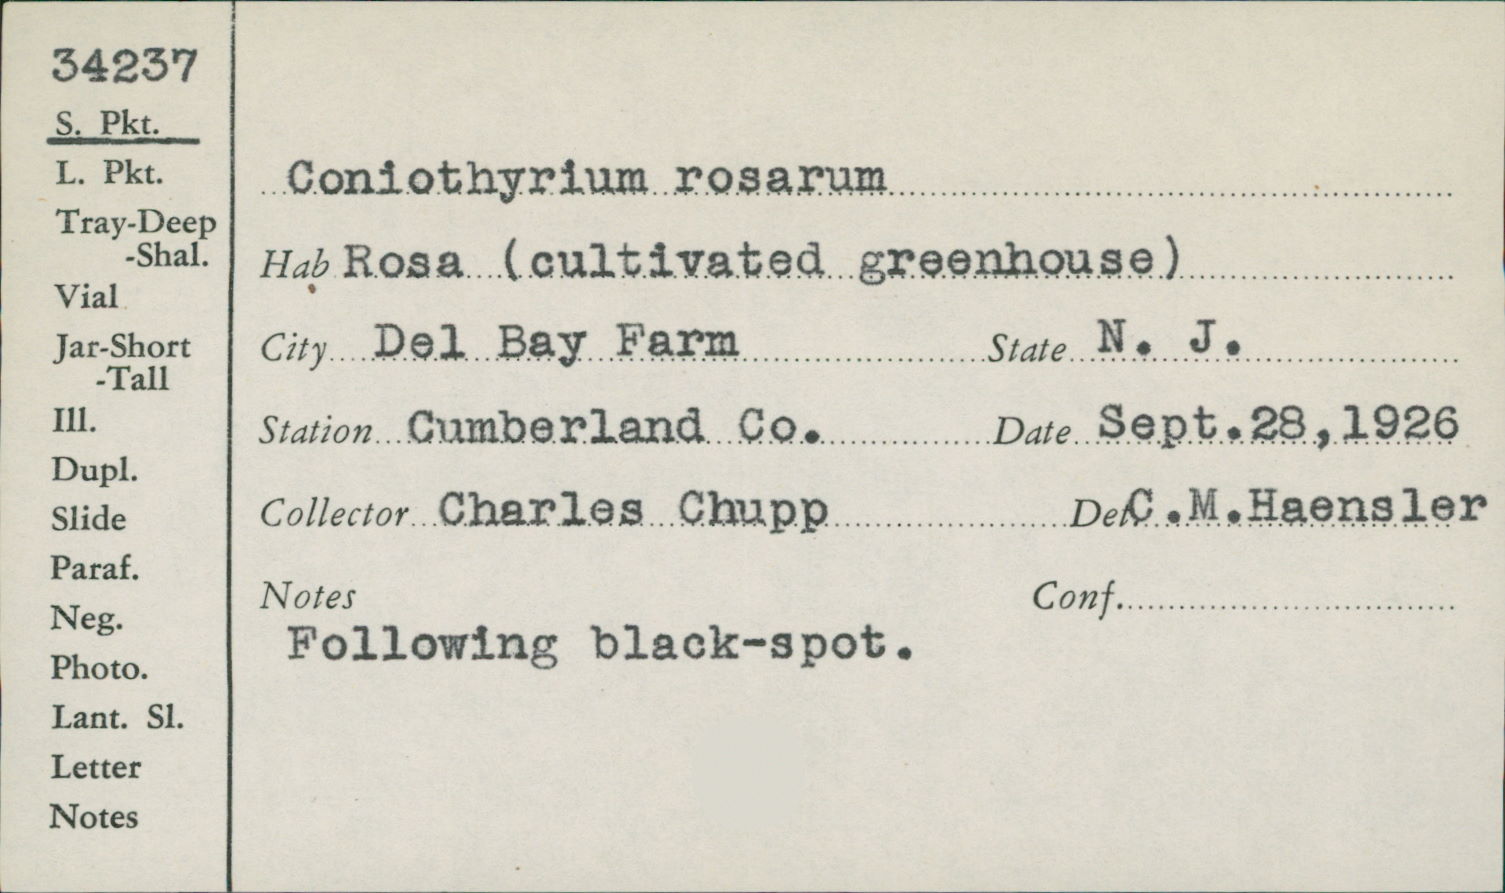 34237
S. Pkt.
L. Pkt.
Tray-Deep
-Shal.
Vial
Jar-Short
-Tall
Ill.
Dupl.
Slide
Paraf.
Neg.
Photo.
Lant. Sl.
Letter
Notes
Coniothyrium rosarum
Hab Rosa (cultivated greenhouse)
City Del Bay Farm State N. J.
Station Cumberland Co. Date Sept.28,1926
Collector Charles Chupp Det. C.M.Haensler
Notes Conf.
Following black-spot.